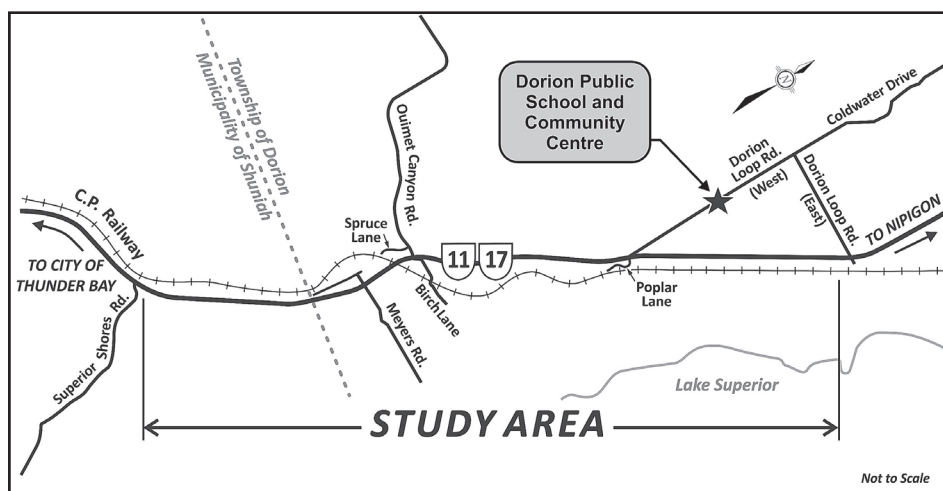 Dorion Public
School and
Community
Centre
N
Coldwater Drive
Dorion
Loop Rd.
(West)
Dorion Loop Rd.
(East)
TO NIPIGON
Township of Dorion
Municipality of Shuniah
Ouimet Canyon Rd.
C.P. Railway
Spruce
Lane
11 17
TO CITY OF
THUNDER BAY
Poplar
Lane
Birch Lane
Meyers Rd.
Superior Shores Rd.
Lake Superior
STUDY AREA
Not to Scale